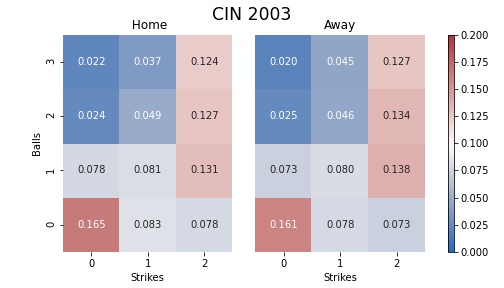 CIN 2003
Home Away
3 0.022 0.037 0.124 0.020 0.045 0.127
2 0.024 0.049 0.127 0.025 0.046 0.134
1 0.078 0.081 0.131 0.073 0.080 0.138
0 0.165 0.083 0.078 0.161 0.078 0.073
Balls
0 1 2 0 1 2
Strikes Strikes
0.200
0.175
0.150
0.125
0.100
0.075
0.050
0.025
0.000